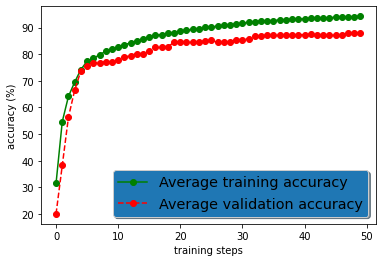 90
80
70
60
50
40
30
20
accuracy (%)
Average training accuracy
Average validation accuracy
0 10 20 30 40 50
training steps